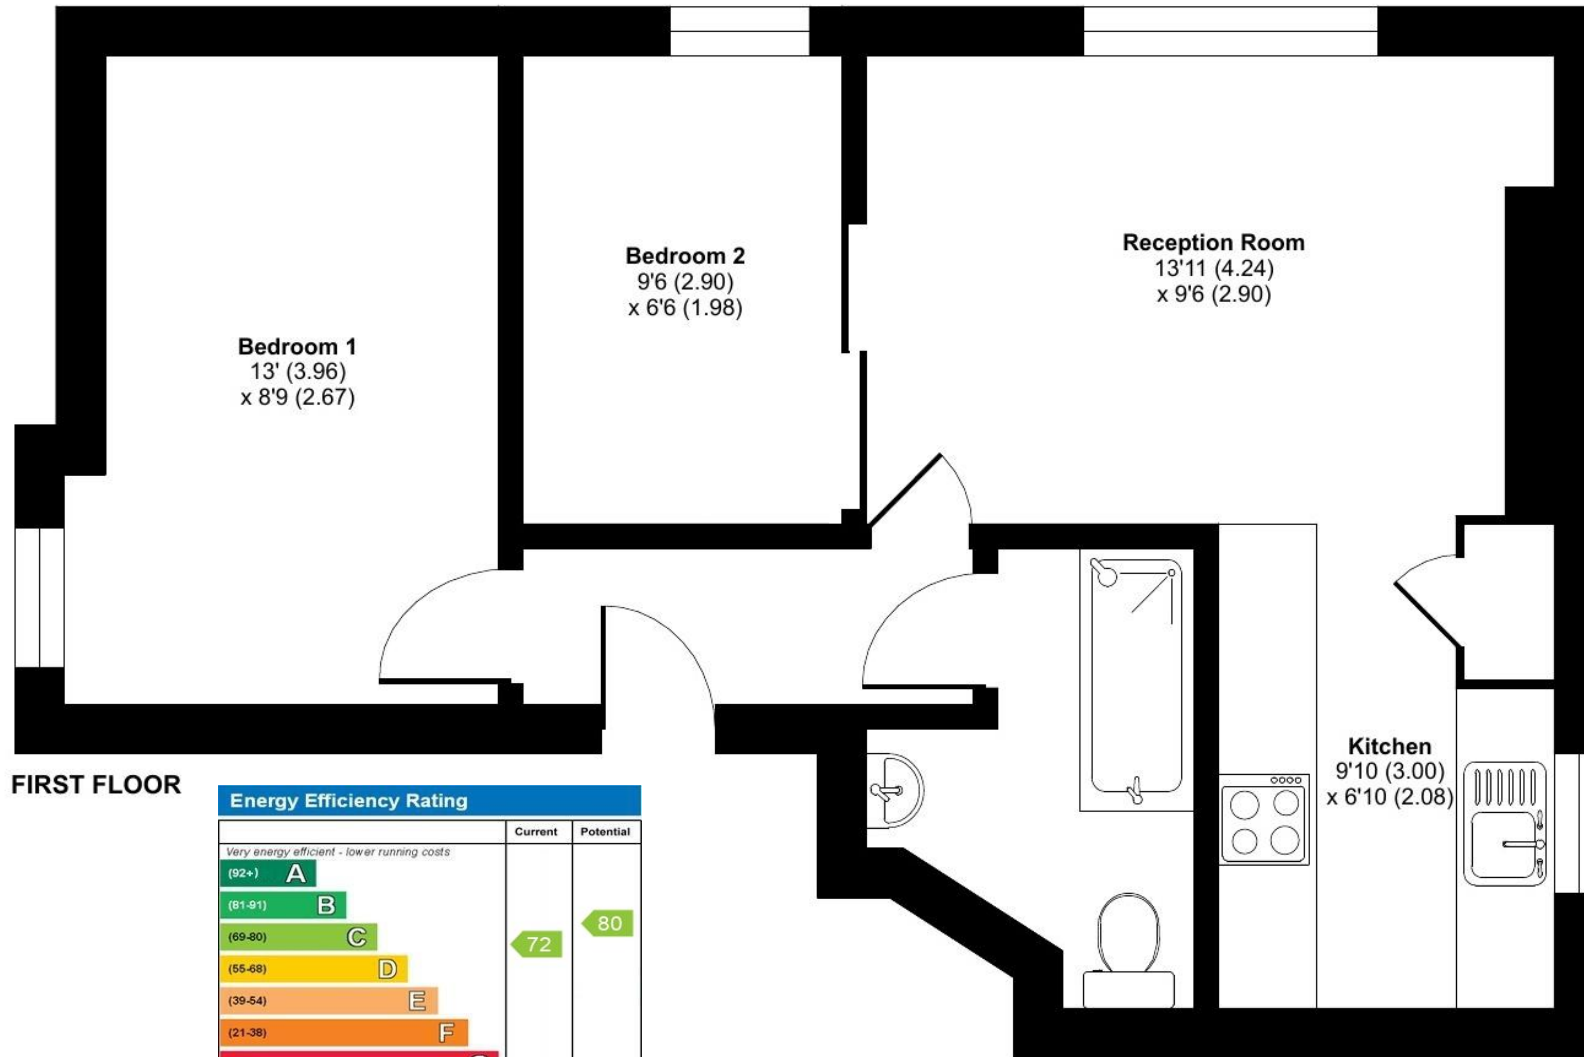 Bedroom 1
13' (3.96)
x 8'9 (2.67)
Bedroom 2
9'6 (2.90)
x 6'6 (1.98)
Reception Room
13'11 (4.24)
x 9'6 (2.90)
Kitchen
9'10 (3.00)
x 6'10 (2.08)
FIRST FLOOR
Energy Efficiency Rating
Current Potential
Very energy efficient - lower running costs
(92+) A
(81-91) B
(69-80) C
72
80
(55-68) D
(39-54) E
(21-38) F